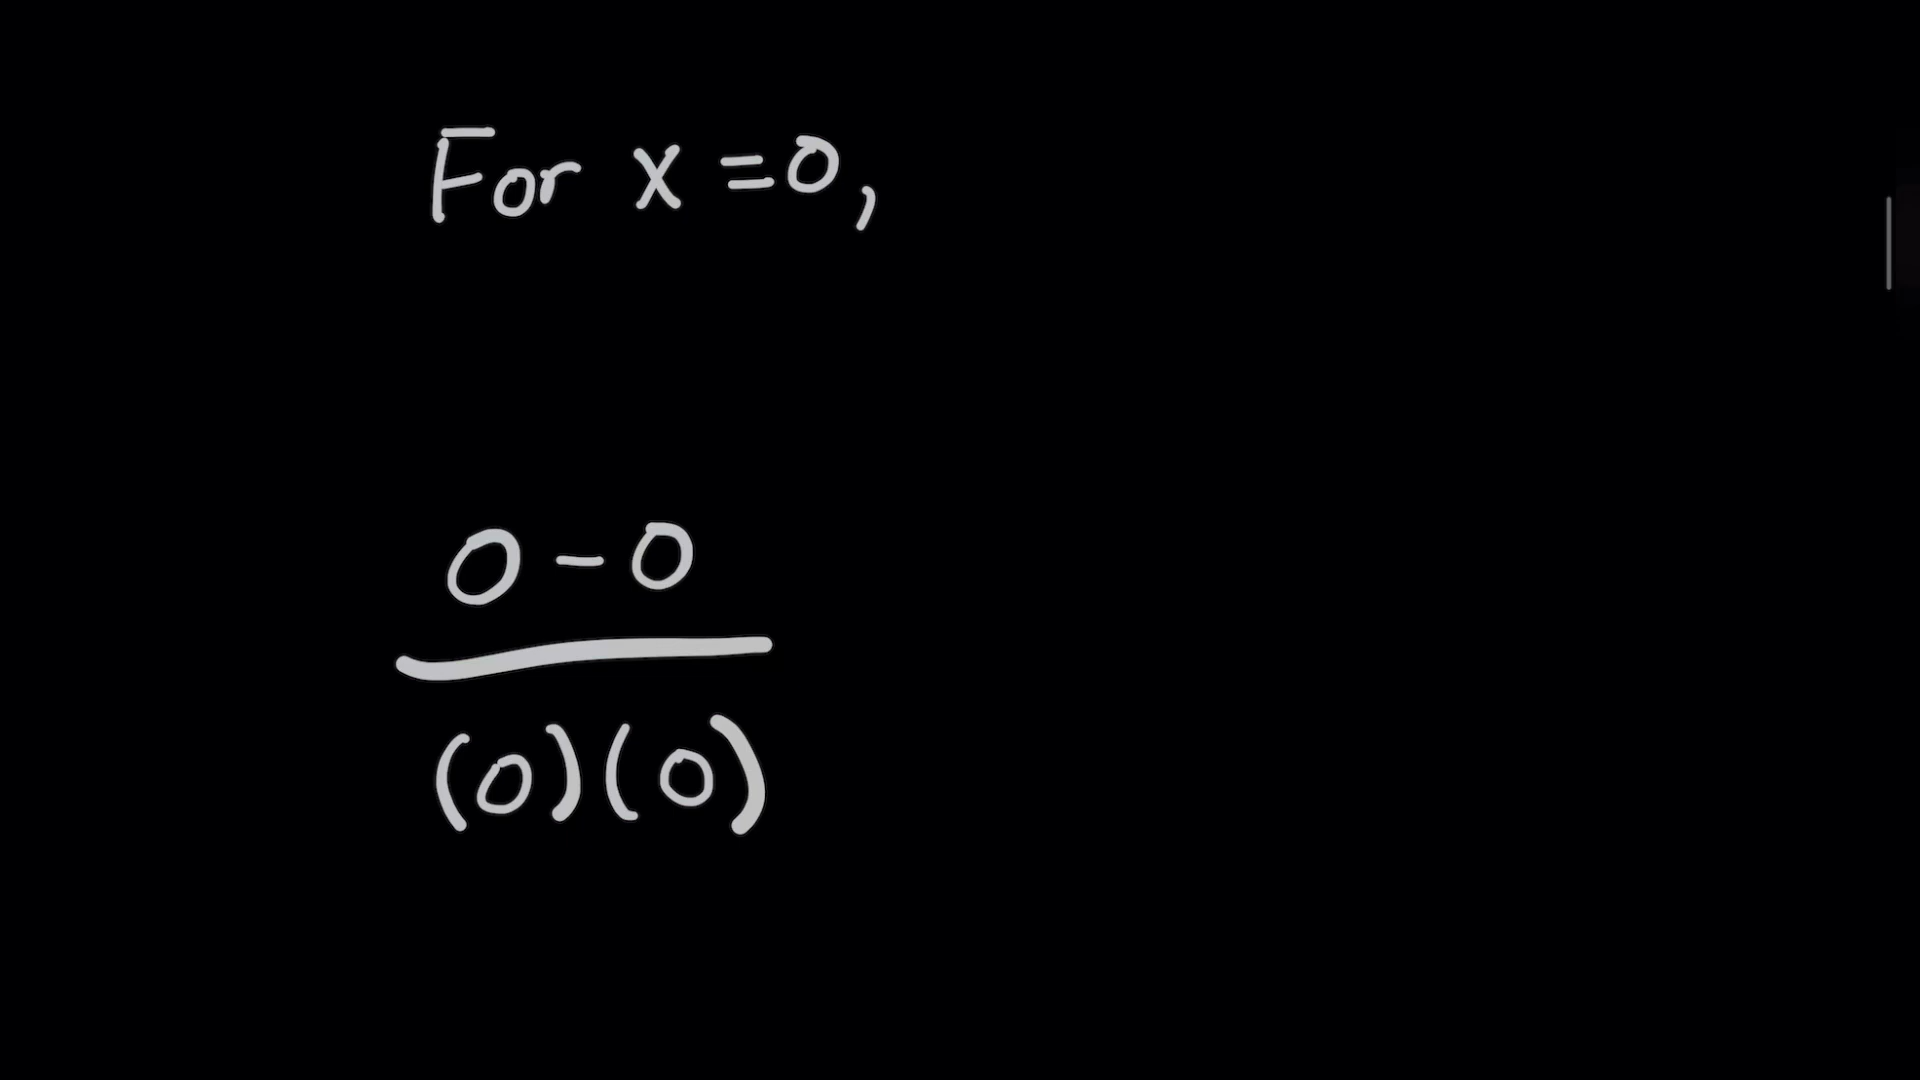 For x = 0,
0 - 0
(0)(0)